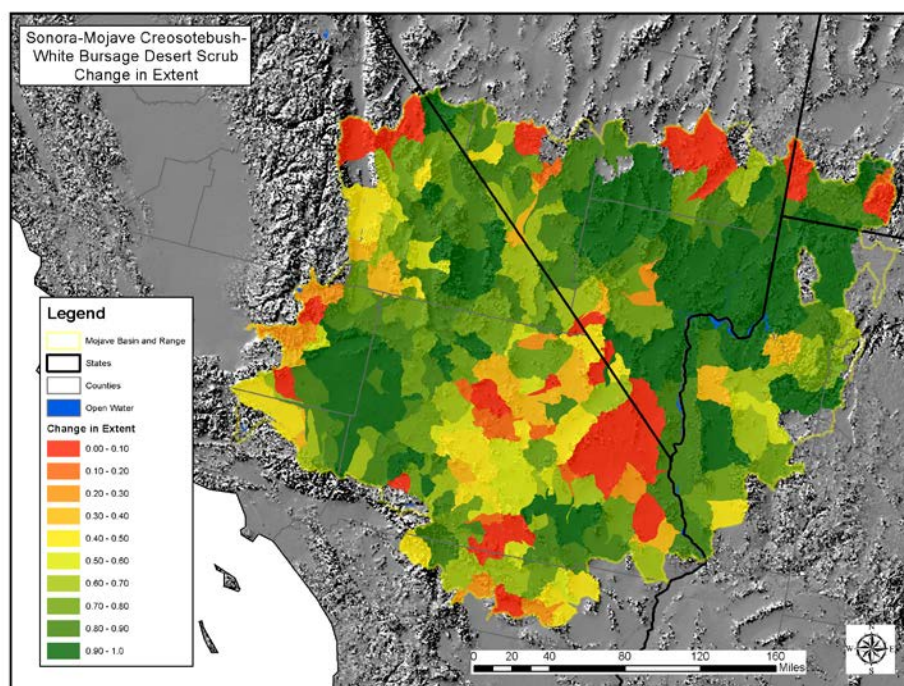 Sonora-Mojave Creosotebush-
White Bursage Desert Scrub
Change in Extent
Legend
Mojave Basin and Range
States
Counties
Open Water
Change in Extent
0.00 - 0.10
0.10 - 0.20
0.20 - 0.30
0.30 - 0.40
0.40 - 0.50
0.50 - 0.60
0.60 - 0.70
0.70 - 0.80
0.80 - 0.90
0.90 - 1.0
0 20 40 80 120 160
Miles
N
W E
S